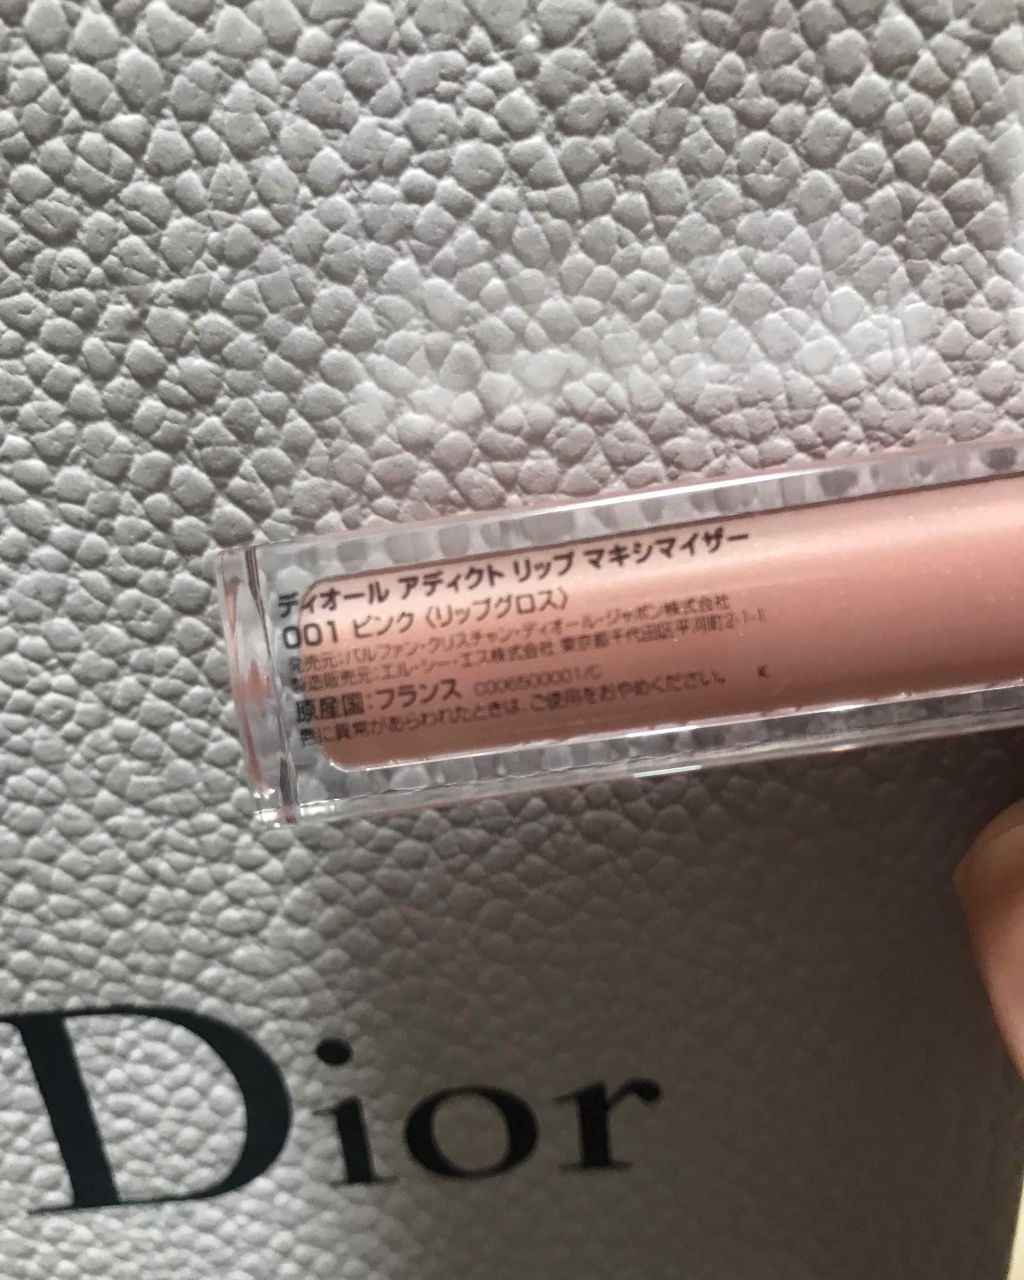 ディオール アディクト リップ マキシマイザー
001 ピンク〈リップグロス〉
発売元:パルファン・クリスチャン・ディオール・ジャポン株式会社
製造販売元:エル・シー・エス株式会社 東京都千代田区平河町2-1-1
原産国:フランス C006500001/C
唇に異常があらわれたときは、ご使用をおやめください。 K
Dior